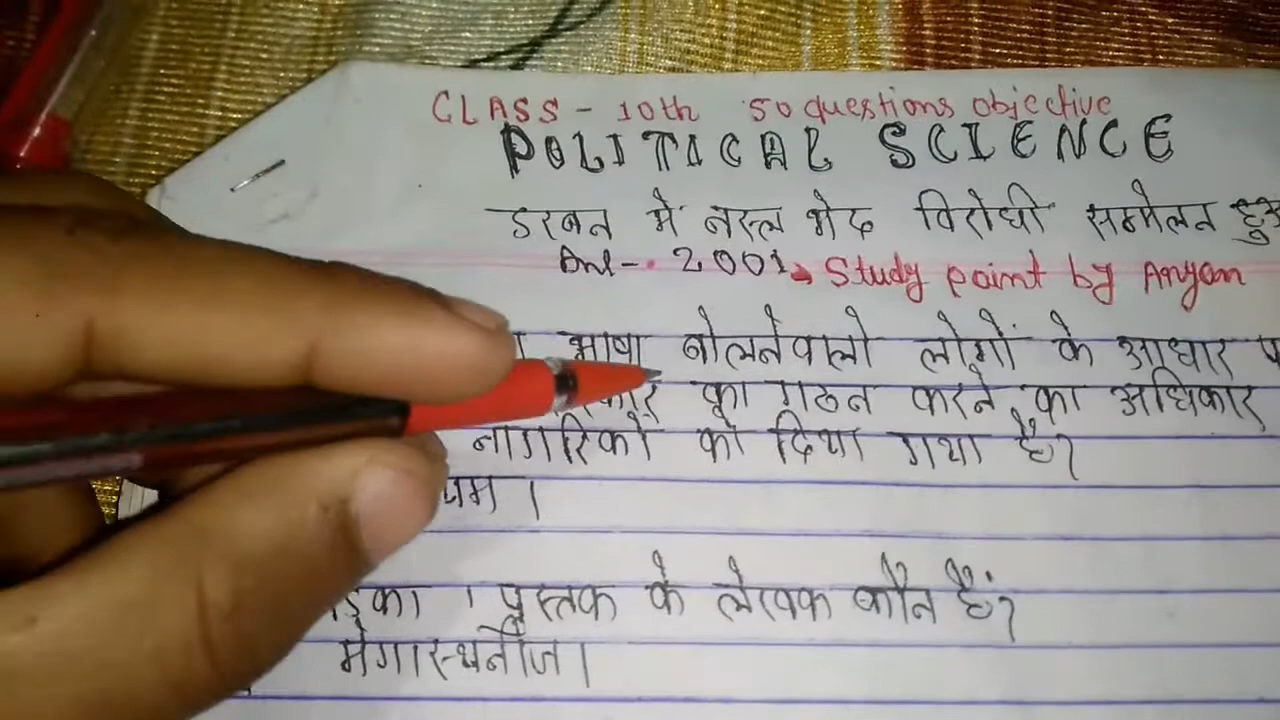 CLASS - 10th 50 questions objective
POLITICAL SCIENCE
डरबन में नस्ल भेद विरोधी सम्मेलन
Ans- 2001. Study point by Anyan
भाषा बोलनेवालो लोगों के आधार
का गठन करने का अधिकार
नागरिकों को दिया गया है?
पुस्तक के लेखक कौन हैं?
मेगास्थनीज।